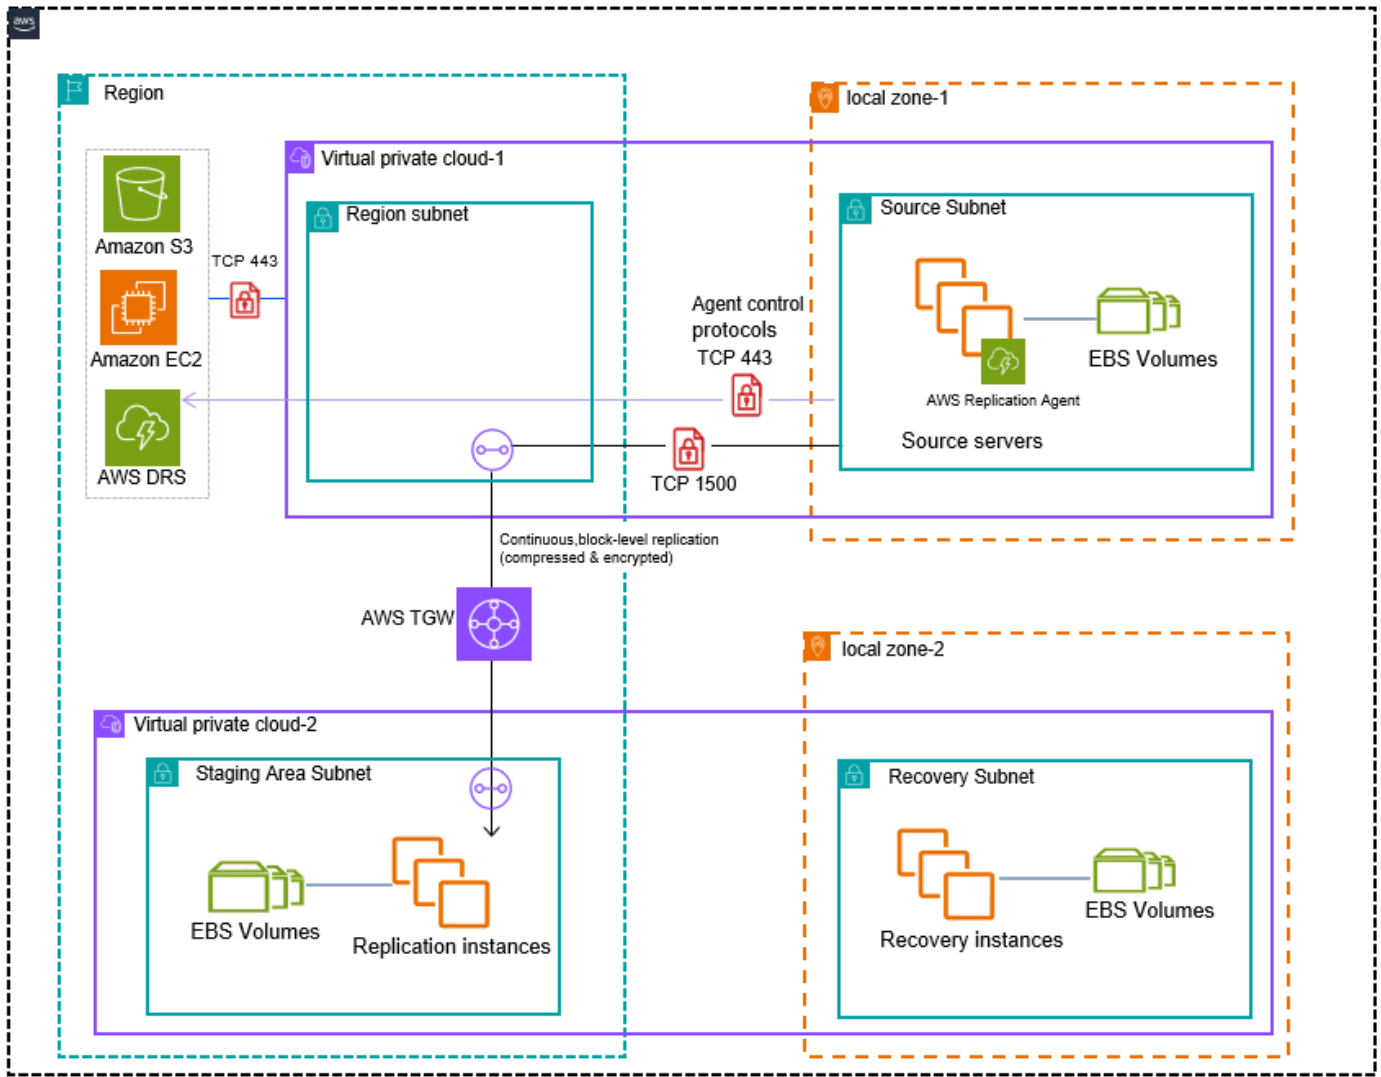 aws
Region
local zone-1
Virtual private cloud-1
Region subnet
Source Subnet
Amazon S3
TCP 443
Amazon EC2
AWS DRS
Agent control
protocols
TCP 443
EBS Volumes
AWS Replication Agent
Source servers
TCP 1500
Continuous,block-level replication
(compressed & encrypted)
AWS TGW
local zone-2
Virtual private cloud-2
Staging Area Subnet
Recovery Subnet
EBS Volumes
Replication instances
EBS Volumes
Recovery instances